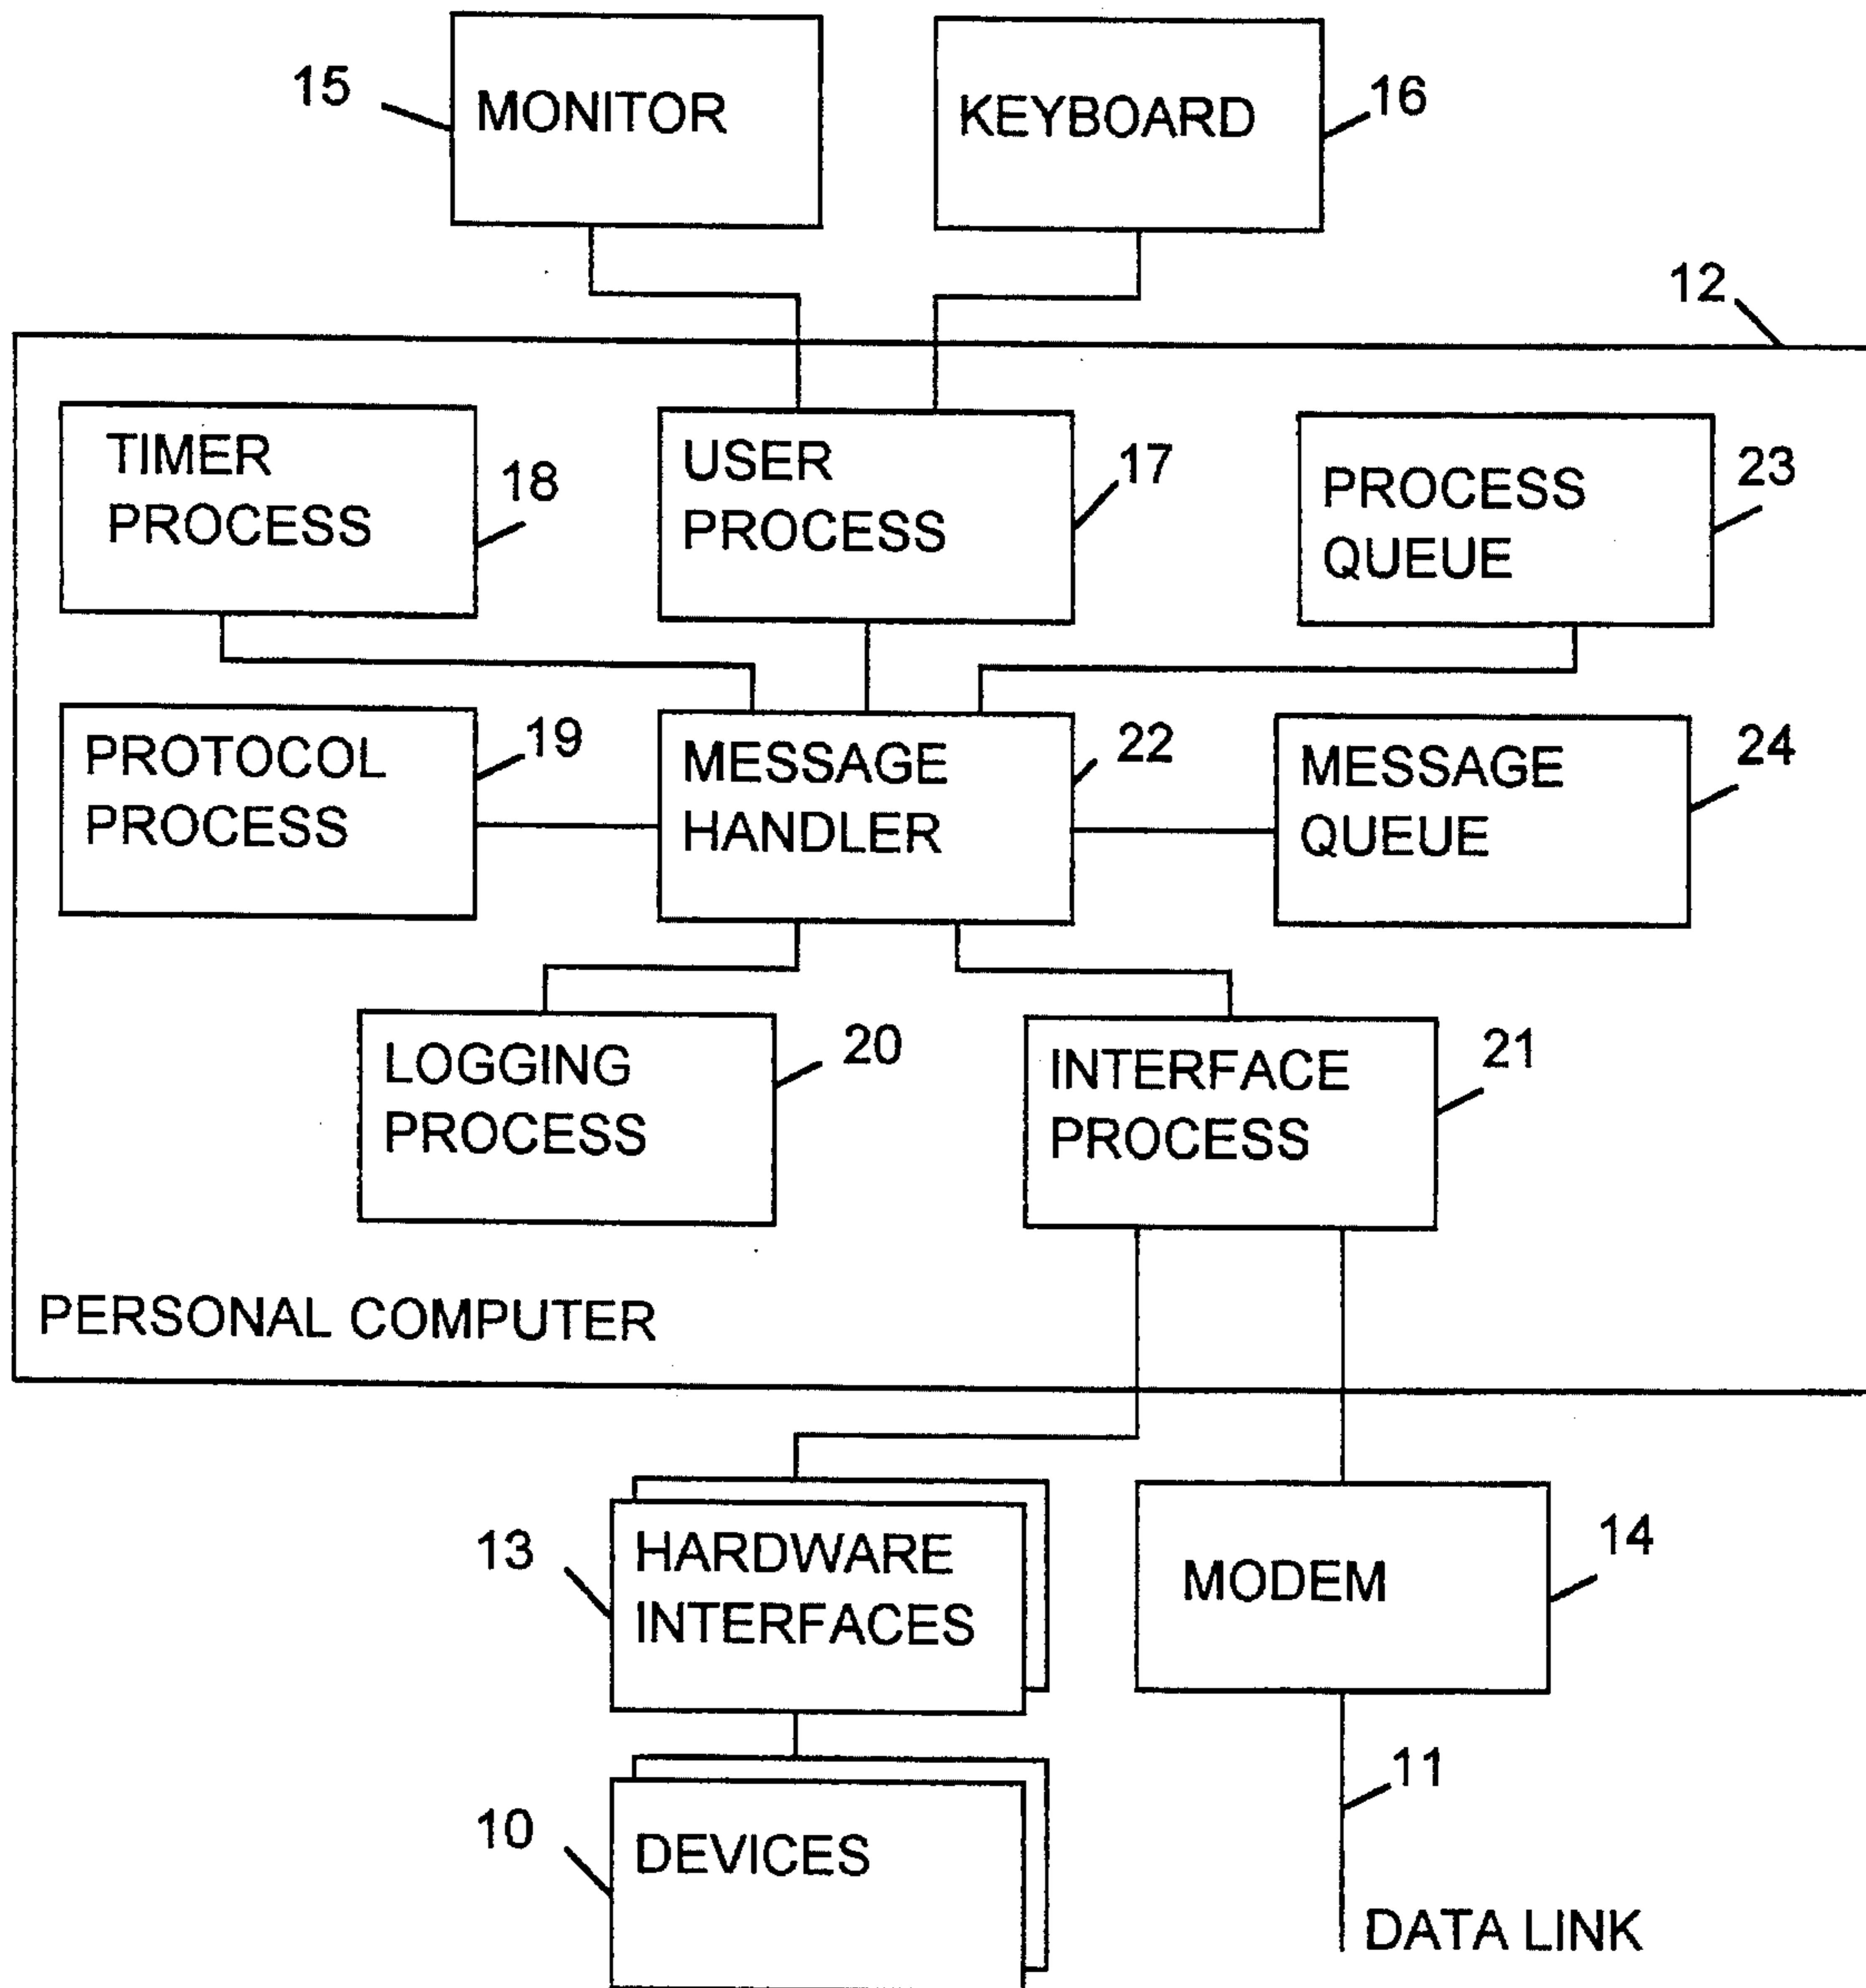 15
MONITOR
KEYBOARD
16
12
TIMER
PROCESS
18
USER
PROCESS
17
PROCESS
QUEUE
23
PROTOCOL
PROCESS
19
MESSAGE
HANDLER
22
MESSAGE
QUEUE
24
LOGGING
PROCESS
20
INTERFACE
PROCESS
21
PERSONAL COMPUTER
13
HARDWARE
INTERFACES
MODEM
14
10
DEVICES
11
DATA LINK